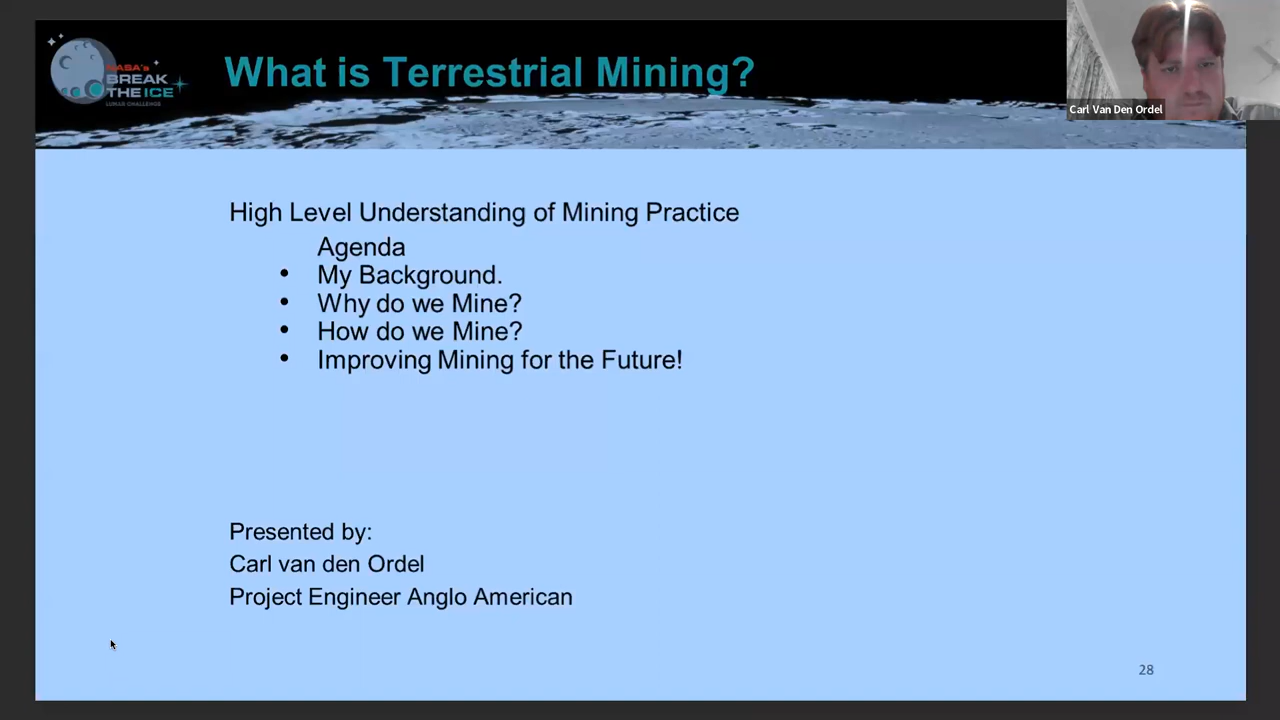 NASA's
BREAK
THE ICE
LUNAR CHALLENGE
What is Terrestrial Mining?
Carl Van Den Ordel
High Level Understanding of Mining Practice
Agenda
• My Background.
• Why do we Mine?
• How do we Mine?
• Improving Mining for the Future!
Presented by:
Carl van den Ordel
Project Engineer Anglo American
28